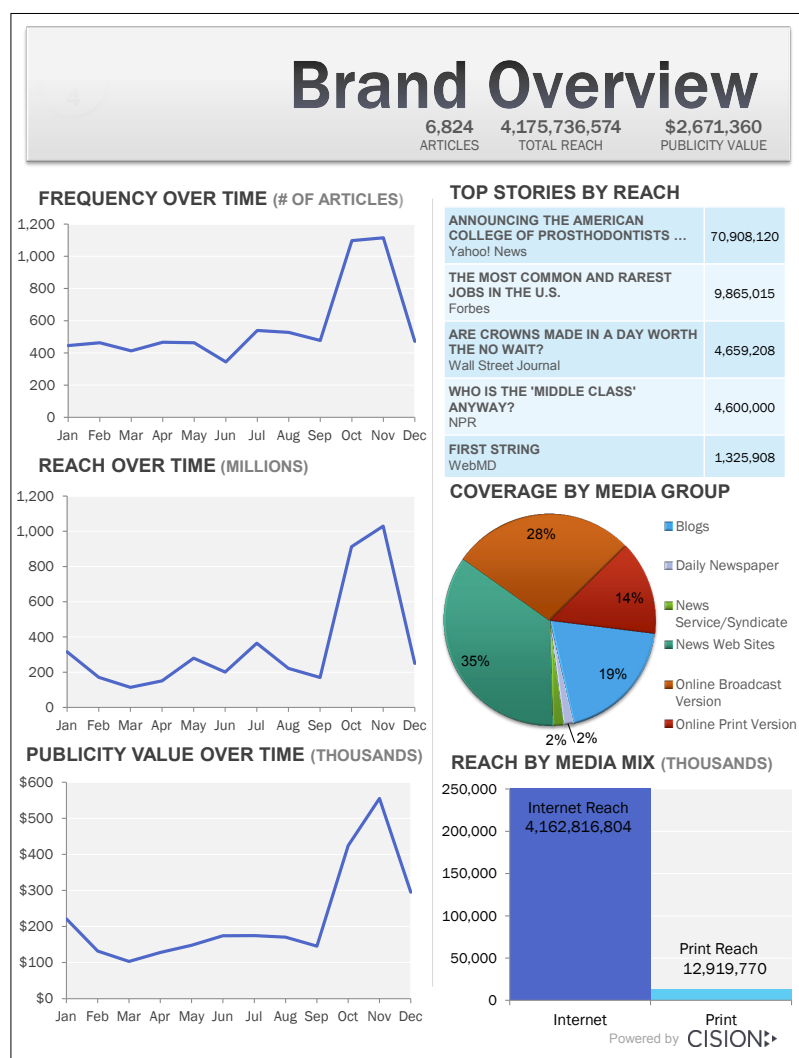 4
Brand Overview
6,824 4,175,736,574 $2,671,360
ARTICLES TOTAL REACH PUBLICITY VALUE
FREQUENCY OVER TIME (# OF ARTICLES)
1,200
1,000
800
600
400
200
0
Jan Feb Mar Apr May Jun Jul Aug Sep Oct Nov Dec
REACH OVER TIME (MILLIONS)
1,200
1,000
800
600
400
200
0
Jan Feb Mar Apr May Jun Jul Aug Sep Oct Nov Dec
PUBLICITY VALUE OVER TIME (THOUSANDS)
$600
$500
$400
$300
$200
$100
$0
Jan Feb Mar Apr May Jun Jul Aug Sep Oct Nov Dec
TOP STORIES BY REACH
ANNOUNCING THE AMERICAN
COLLEGE OF PROSTHODONTISTS ...
Yahoo! News
70,908,120
THE MOST COMMON AND RAREST
JOBS IN THE U.S.
Forbes
9,865,015
ARE CROWNS MADE IN A DAY WORTH
THE NO WAIT?
Wall Street Journal
4,659,208
WHO IS THE 'MIDDLE CLASS'
ANYWAY?
NPR
4,600,000
FIRST STRING
WebMD
1,325,908
COVERAGE BY MEDIA GROUP
28%
14%
19%
35%
2%
2%
Blogs
Daily Newspaper
News
Service/Syndicate
News Web Sites
Online Broadcast
Version
Online Print Version
REACH BY MEDIA MIX (THOUSANDS)
250,000
200,000
150,000
100,000
50,000
0
Internet Reach
4,162,816,804
Print Reach
12,919,770
Internet Print
Powered by CISION